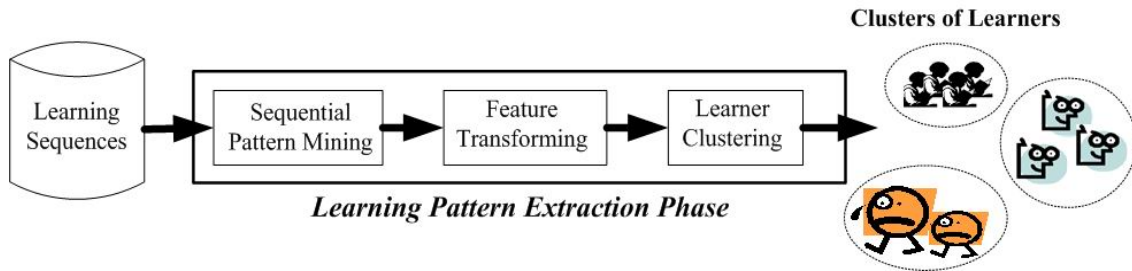 Clusters of Learners
Learning
Sequences
Sequential
Pattern Mining
Feature
Transforming
Learner
Clustering
Learning Pattern Extraction Phase